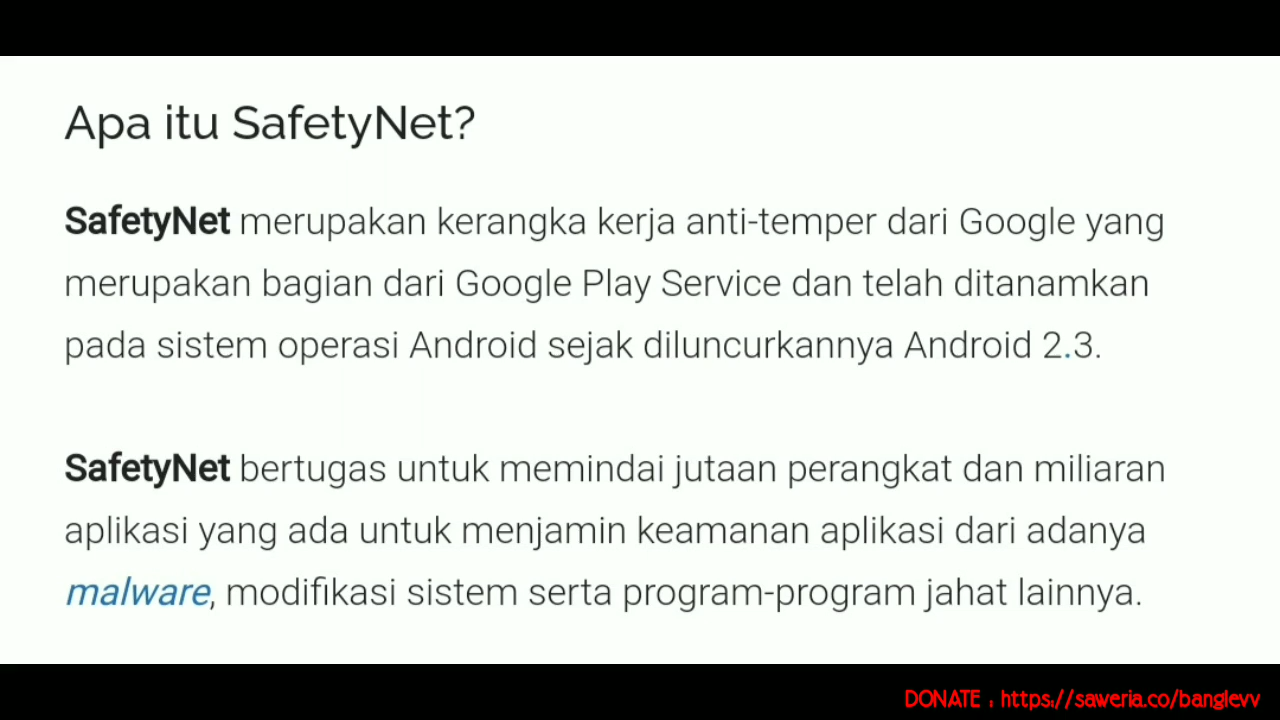 Apa itu SafetyNet?
SafetyNet merupakan kerangka kerja anti-temper dari Google yang
merupakan bagian dari Google Play Service dan telah ditanamkan
pada sistem operasi Android sejak diluncurkannya Android 2.3.
SafetyNet bertugas untuk memindai jutaan perangkat dan miliaran
aplikasi yang ada untuk menjamin keamanan aplikasi dari adanya
malware, modifikasi sistem serta program-program jahat lainnya.
DONATE : https://saweria.co/banglevv